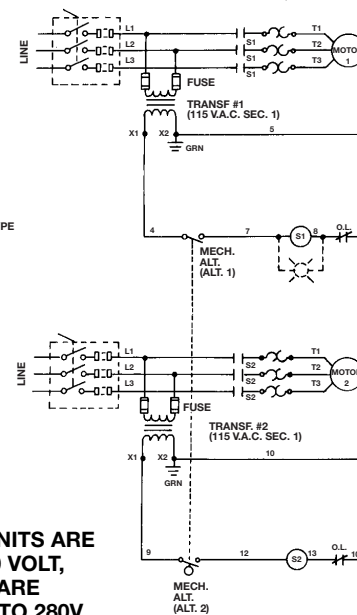 LINE
L1
L2
L3
S1
S1
S1
T1
T2
T3
MOTO
1
FUSE
TRANSF #1
(115 V.A.C. SEC. 1)
X1
X2
5
GRN
YPE
4
7
S1
8
O.L.
MECH.
ALT.
(ALT. 1)
LINE
L1
L2
L3
S2
S2
S2
T1
T2
T3
MOTO
2
FUSE
TRANSF. #2
(115 V.A.C. SEC. 1)
X1
X2
10
GRN
NITS ARE
VOLT,
ARE
TO 280V
9
12
S2
13
O.L.
10
MECH.
ALT.
(ALT. 2)